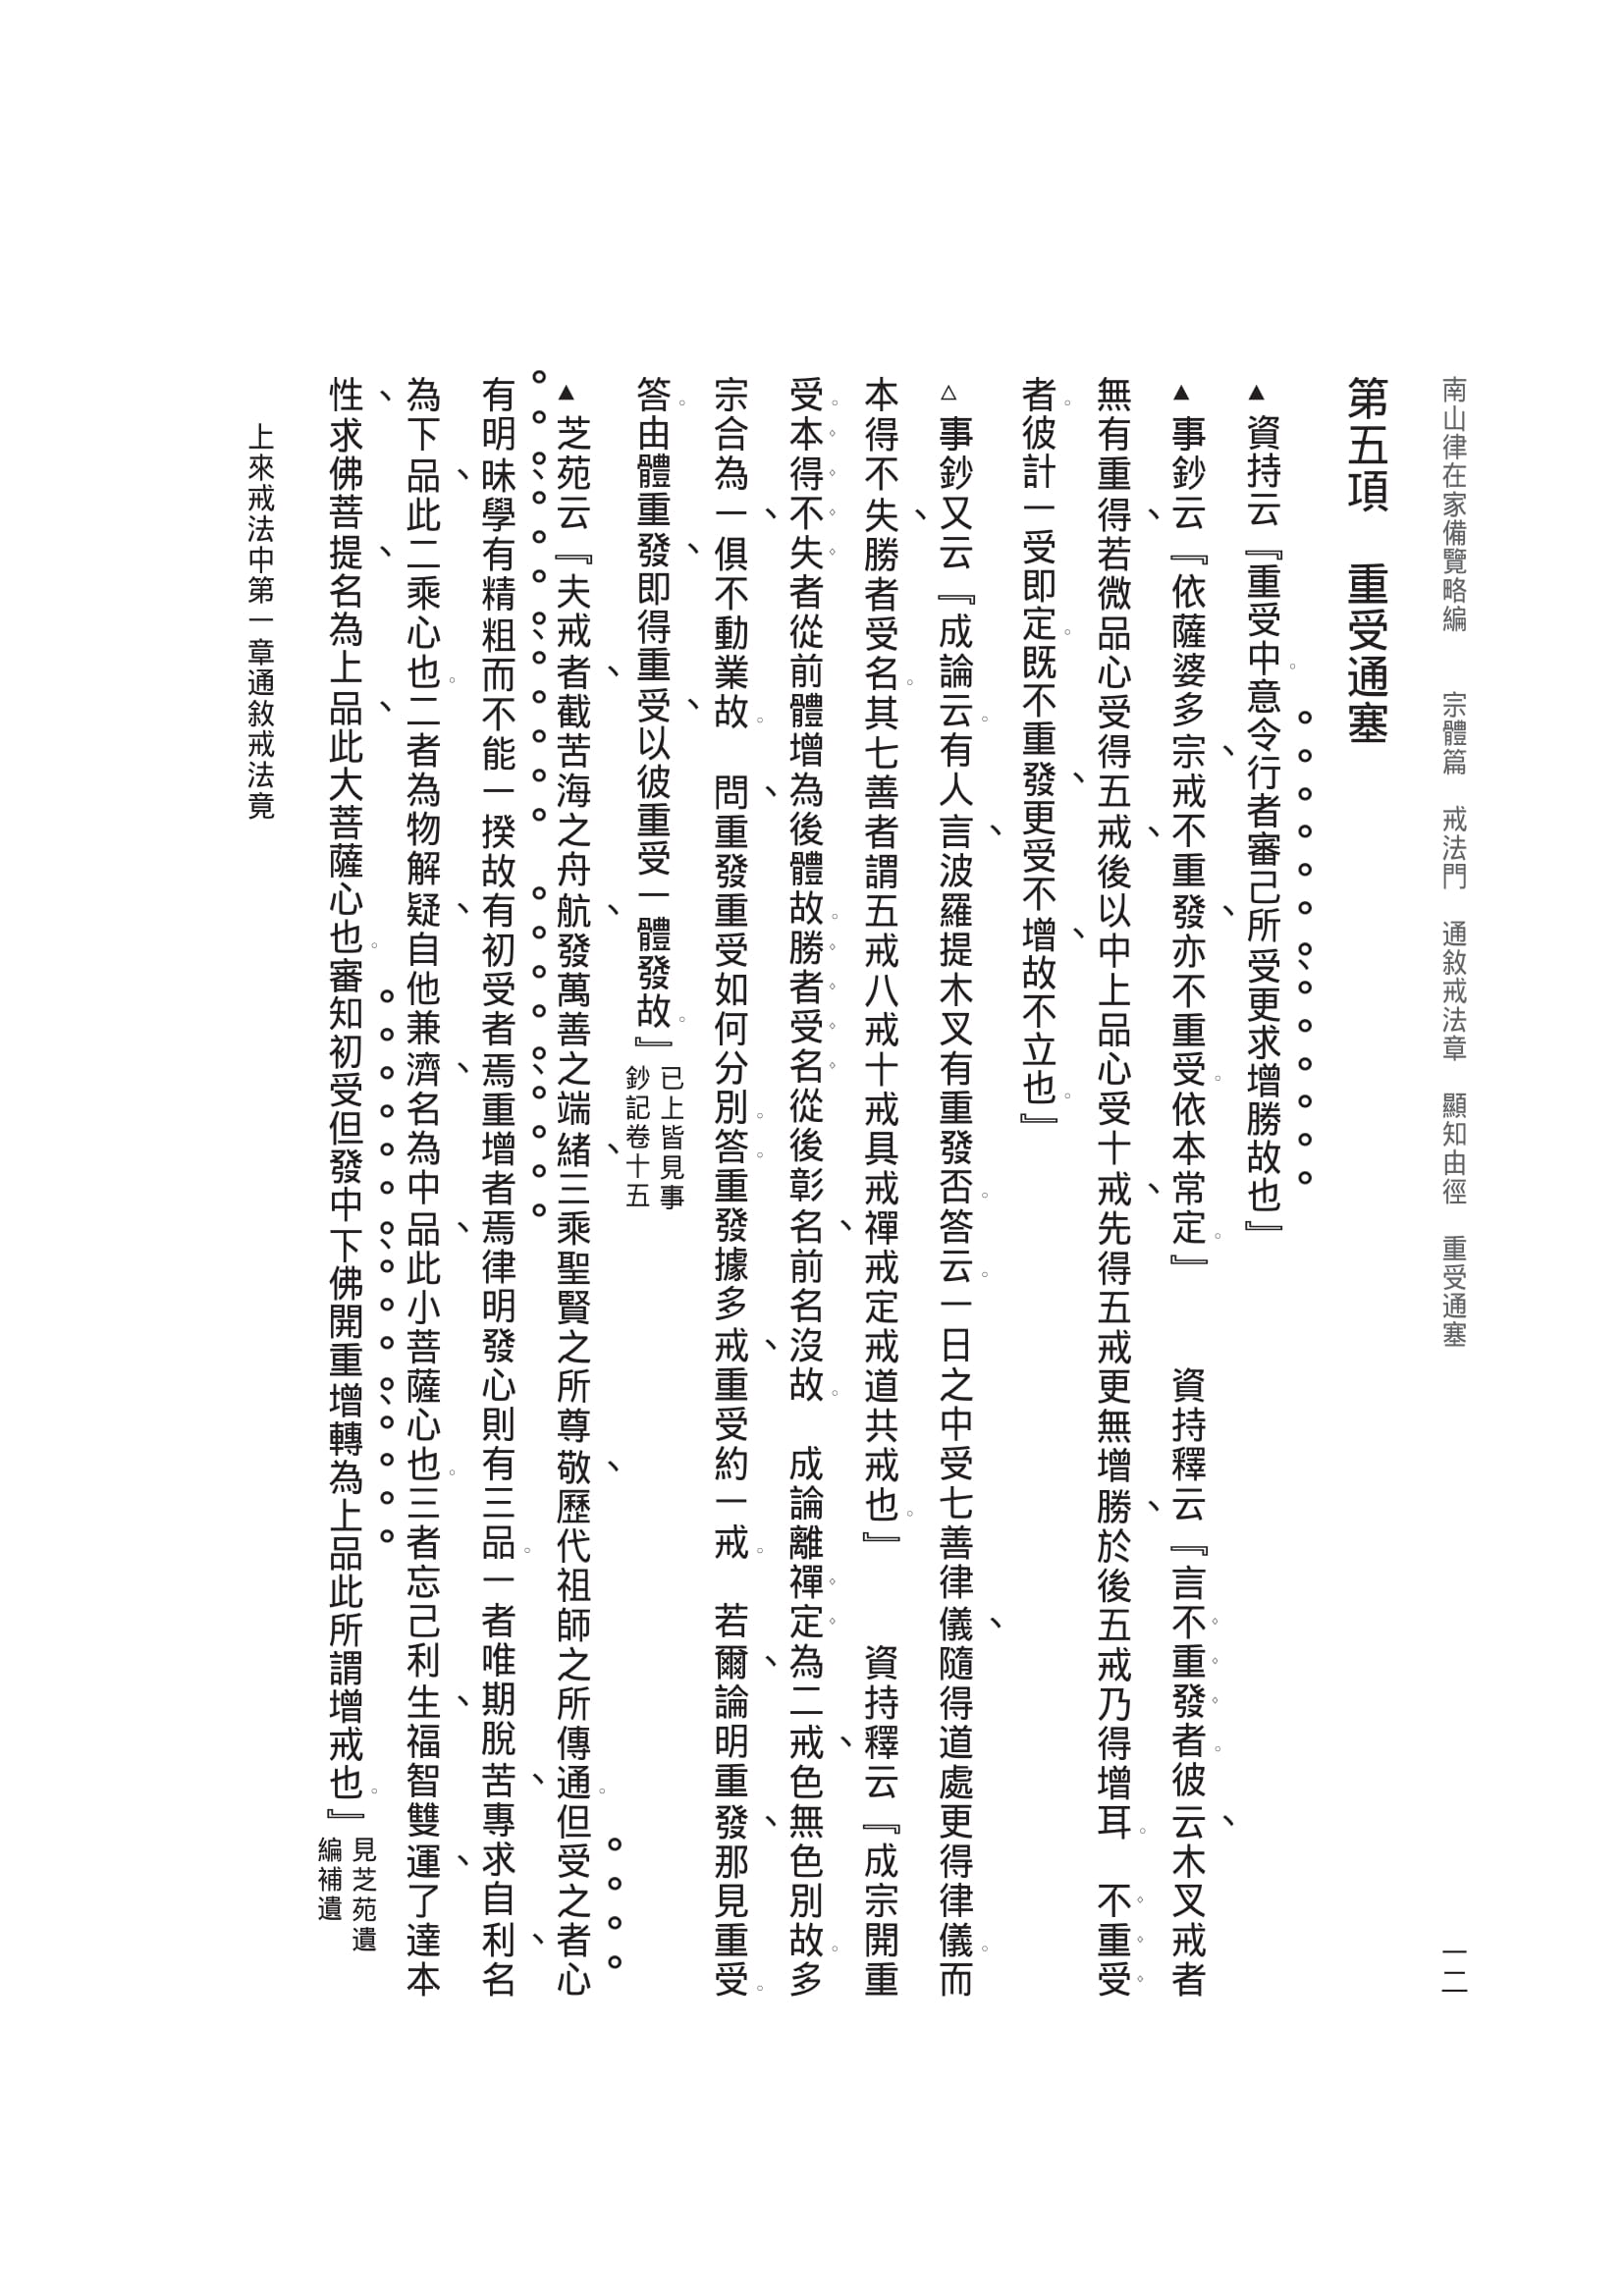 南山律在家備覽略編　宗體篇　戒法門　通敘戒法章　顯知由徑　重受通塞
一二
第五項　重受通塞
▲資持云『重受中。意令行者審己所受、更求增勝故也』
▲事鈔云『依薩婆多宗、戒不重發、亦不重受。依本常定。』　資持釋云『言不重發者。彼云、木叉戒者
無有重得、若微品心受得五戒、後以中上品心受十戒、先得五戒更無增勝、於後五戒乃得增耳。不重受
者。彼計一受即定。既不重發、更受不增、故不立也。』
△事鈔又云『成論云。有人言、波羅提木叉有重發否。答云。一日之中受七善律儀、隨得道處更得律儀。而
本得不失、勝者受名。其七善者謂五戒八戒十戒具戒禪戒定戒道共戒也。』　資持釋云『成宗開重
受。本得不失者從前體增為後體故。勝者受名從後彰名、前名沒故。　成論離禪定為二戒、色無色別故。多
宗合為一、俱不動業故。　問、重發重受如何分別。答。重發據多戒、重受約一戒。　若爾、論明重發、那見重受。
答。由體重發、即得重受、以彼重受一體發故。』已上皆見事
鈔記卷十五
▲芝苑云『夫戒者、截苦海之舟航、發萬善之端緒、三乘聖賢之所尊敬、歷代祖師之所傳通。但受之者心
有明昧、學有精粗、而不能一揆故有初受者焉、重增者焉律明發心則有三品。一者唯期脫苦、專求自利、名
為下品、此二乘心也。二者為物解疑、自他兼濟、名為中品、此小菩薩心也。三者忘己利生、福智雙運、了達本
性、求佛菩提、名為上品、此大菩薩心也。審知初受但發中下、佛開重增、轉為上品此所謂增戒也。』見芝苑遺
編補遺
上來戒法中第一章通敘戒法竟